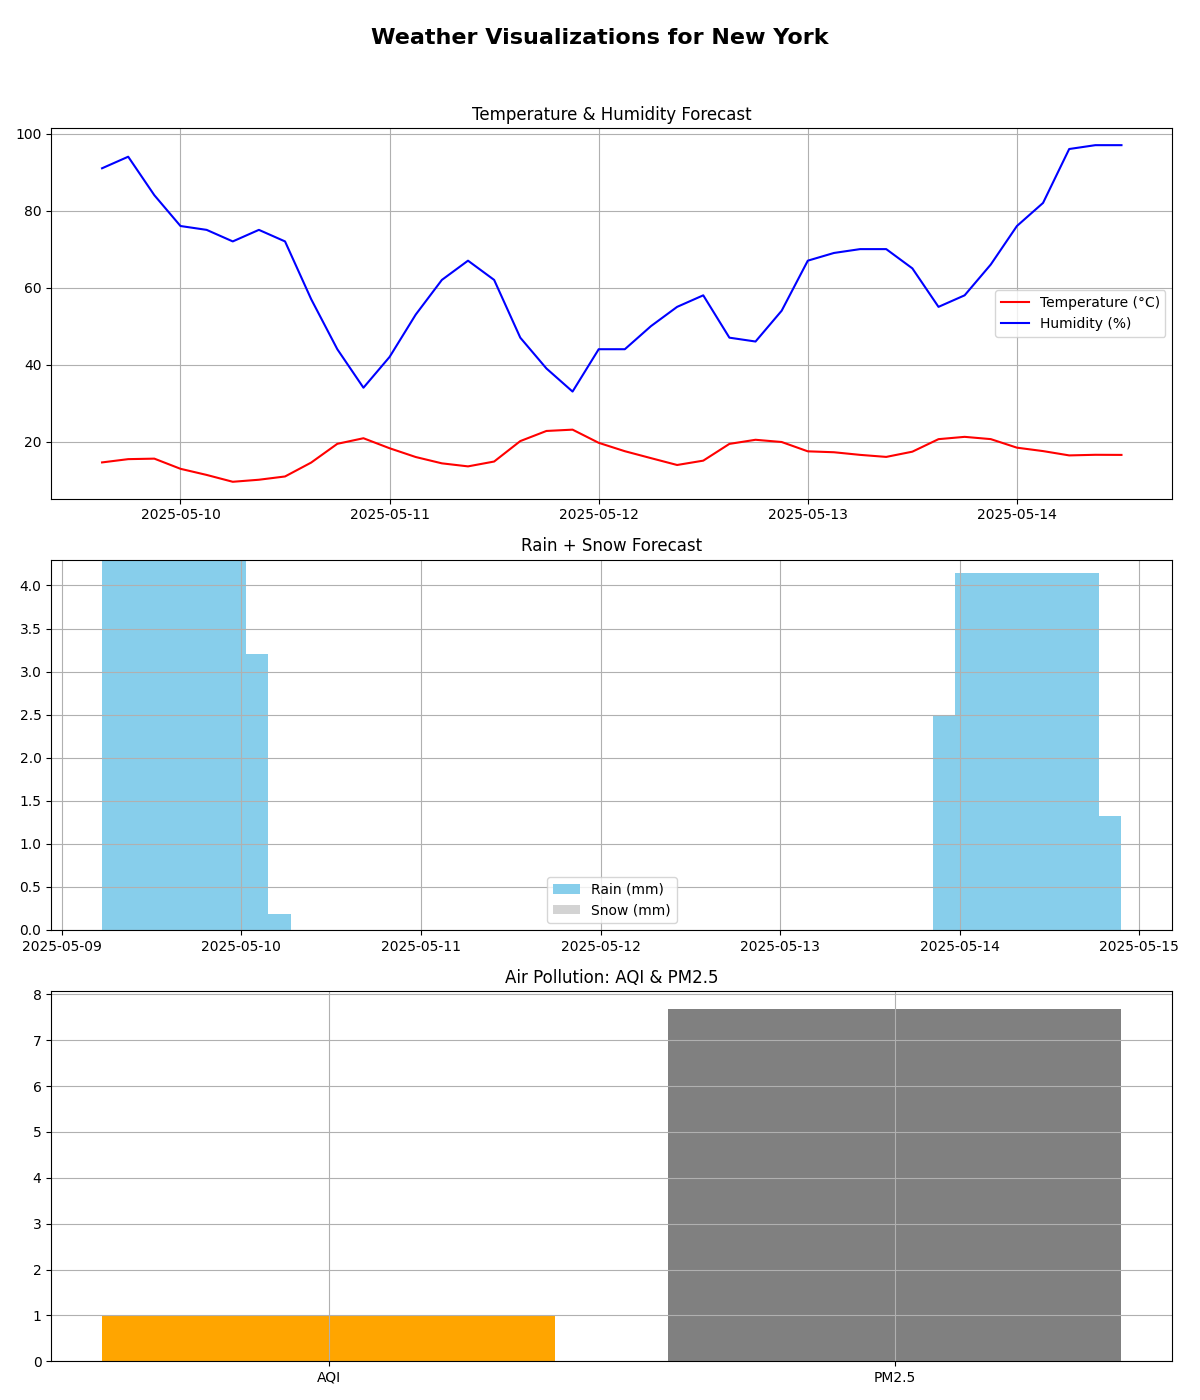 Weather Visualizations for New York
Temperature & Humidity Forecast
100
80
60
40
20
Temperature (°C)
Humidity (%)
2025-05-10 2025-05-11 2025-05-12 2025-05-13 2025-05-14
Rain + Snow Forecast
4.0
3.5
3.0
2.5
2.0
1.5
1.0
0.5
0.0
Rain (mm)
Snow (mm)
2025-05-09 2025-05-10 2025-05-11 2025-05-12 2025-05-13 2025-05-14 2025-05-15
Air Pollution: AQI & PM2.5
8
7
6
5
4
3
2
1
0
AQI PM2.5